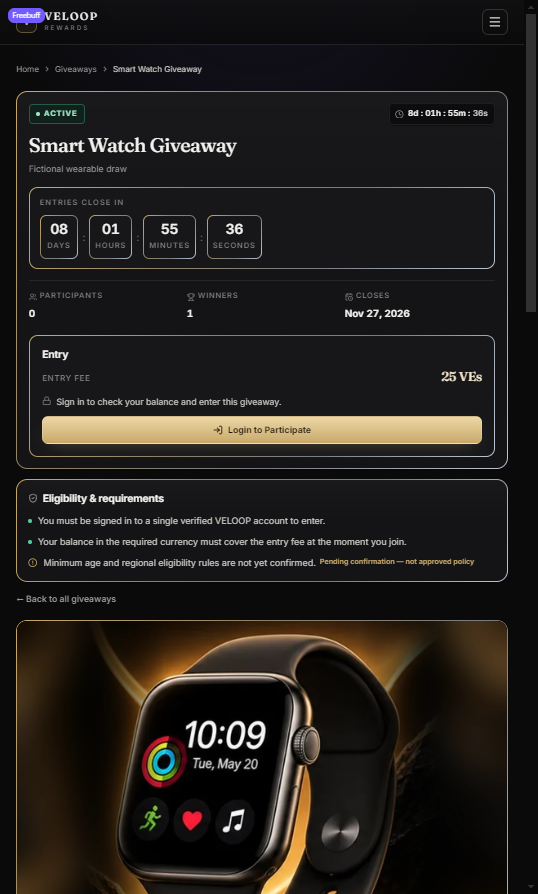 Freebuff
VELOOP
REWARDS
Home › Giveaways › Smart Watch Giveaway
ACTIVE
8d : 01h : 55m : 36s
Smart Watch Giveaway
Fictional wearable draw
ENTRIES CLOSE IN
08 : 01 : 55 : 36
DAYS HOURS MINUTES SECONDS
PARTICIPANTS WINNERS CLOSES
0 1 Nov 27, 2026
Entry
ENTRY FEE 25 VEs
Sign in to check your balance and enter this giveaway.
Login to Participate
Eligibility & requirements
You must be signed in to a single verified VELOOP account to enter.
Your balance in the required currency must cover the entry fee at the moment you join.
Minimum age and regional eligibility rules are not yet confirmed. Pending confirmation — not approved policy
← Back to all giveaways
10:09
Tue, May 20